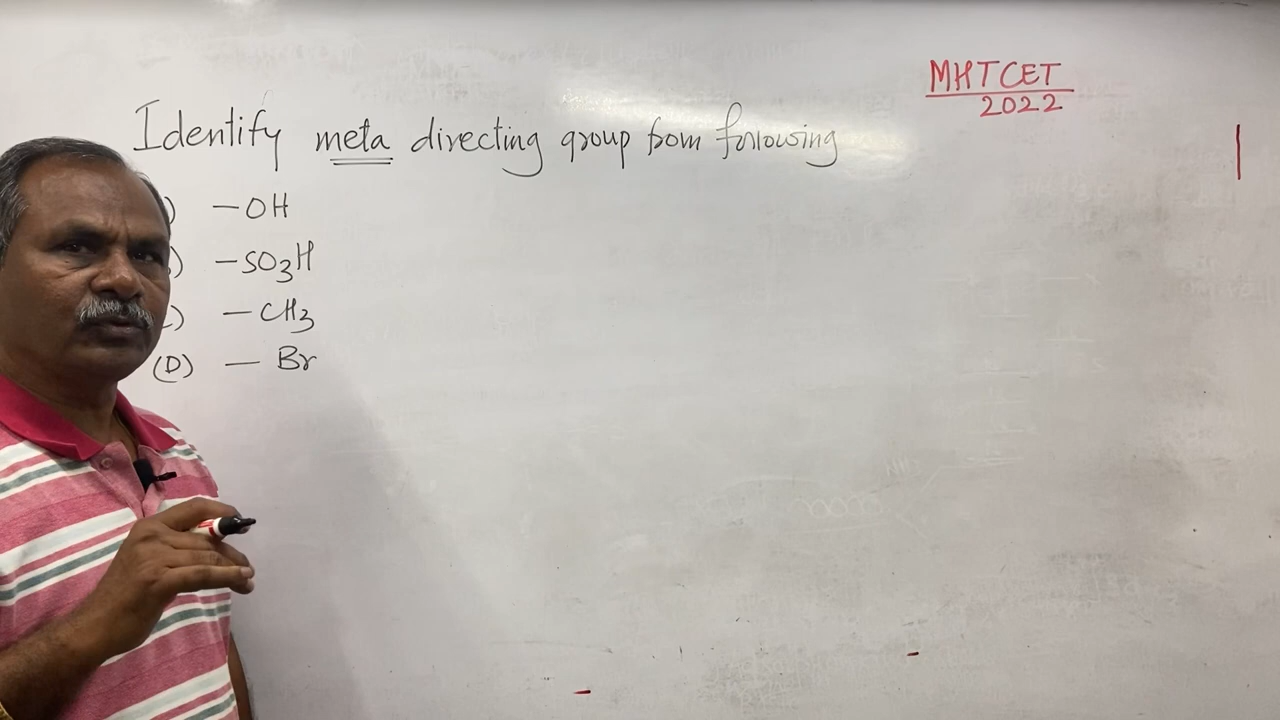 MHTCET
2022
Identify meta directing group from following
) -OH
) -SO3H
) -CH3
(D) - Br